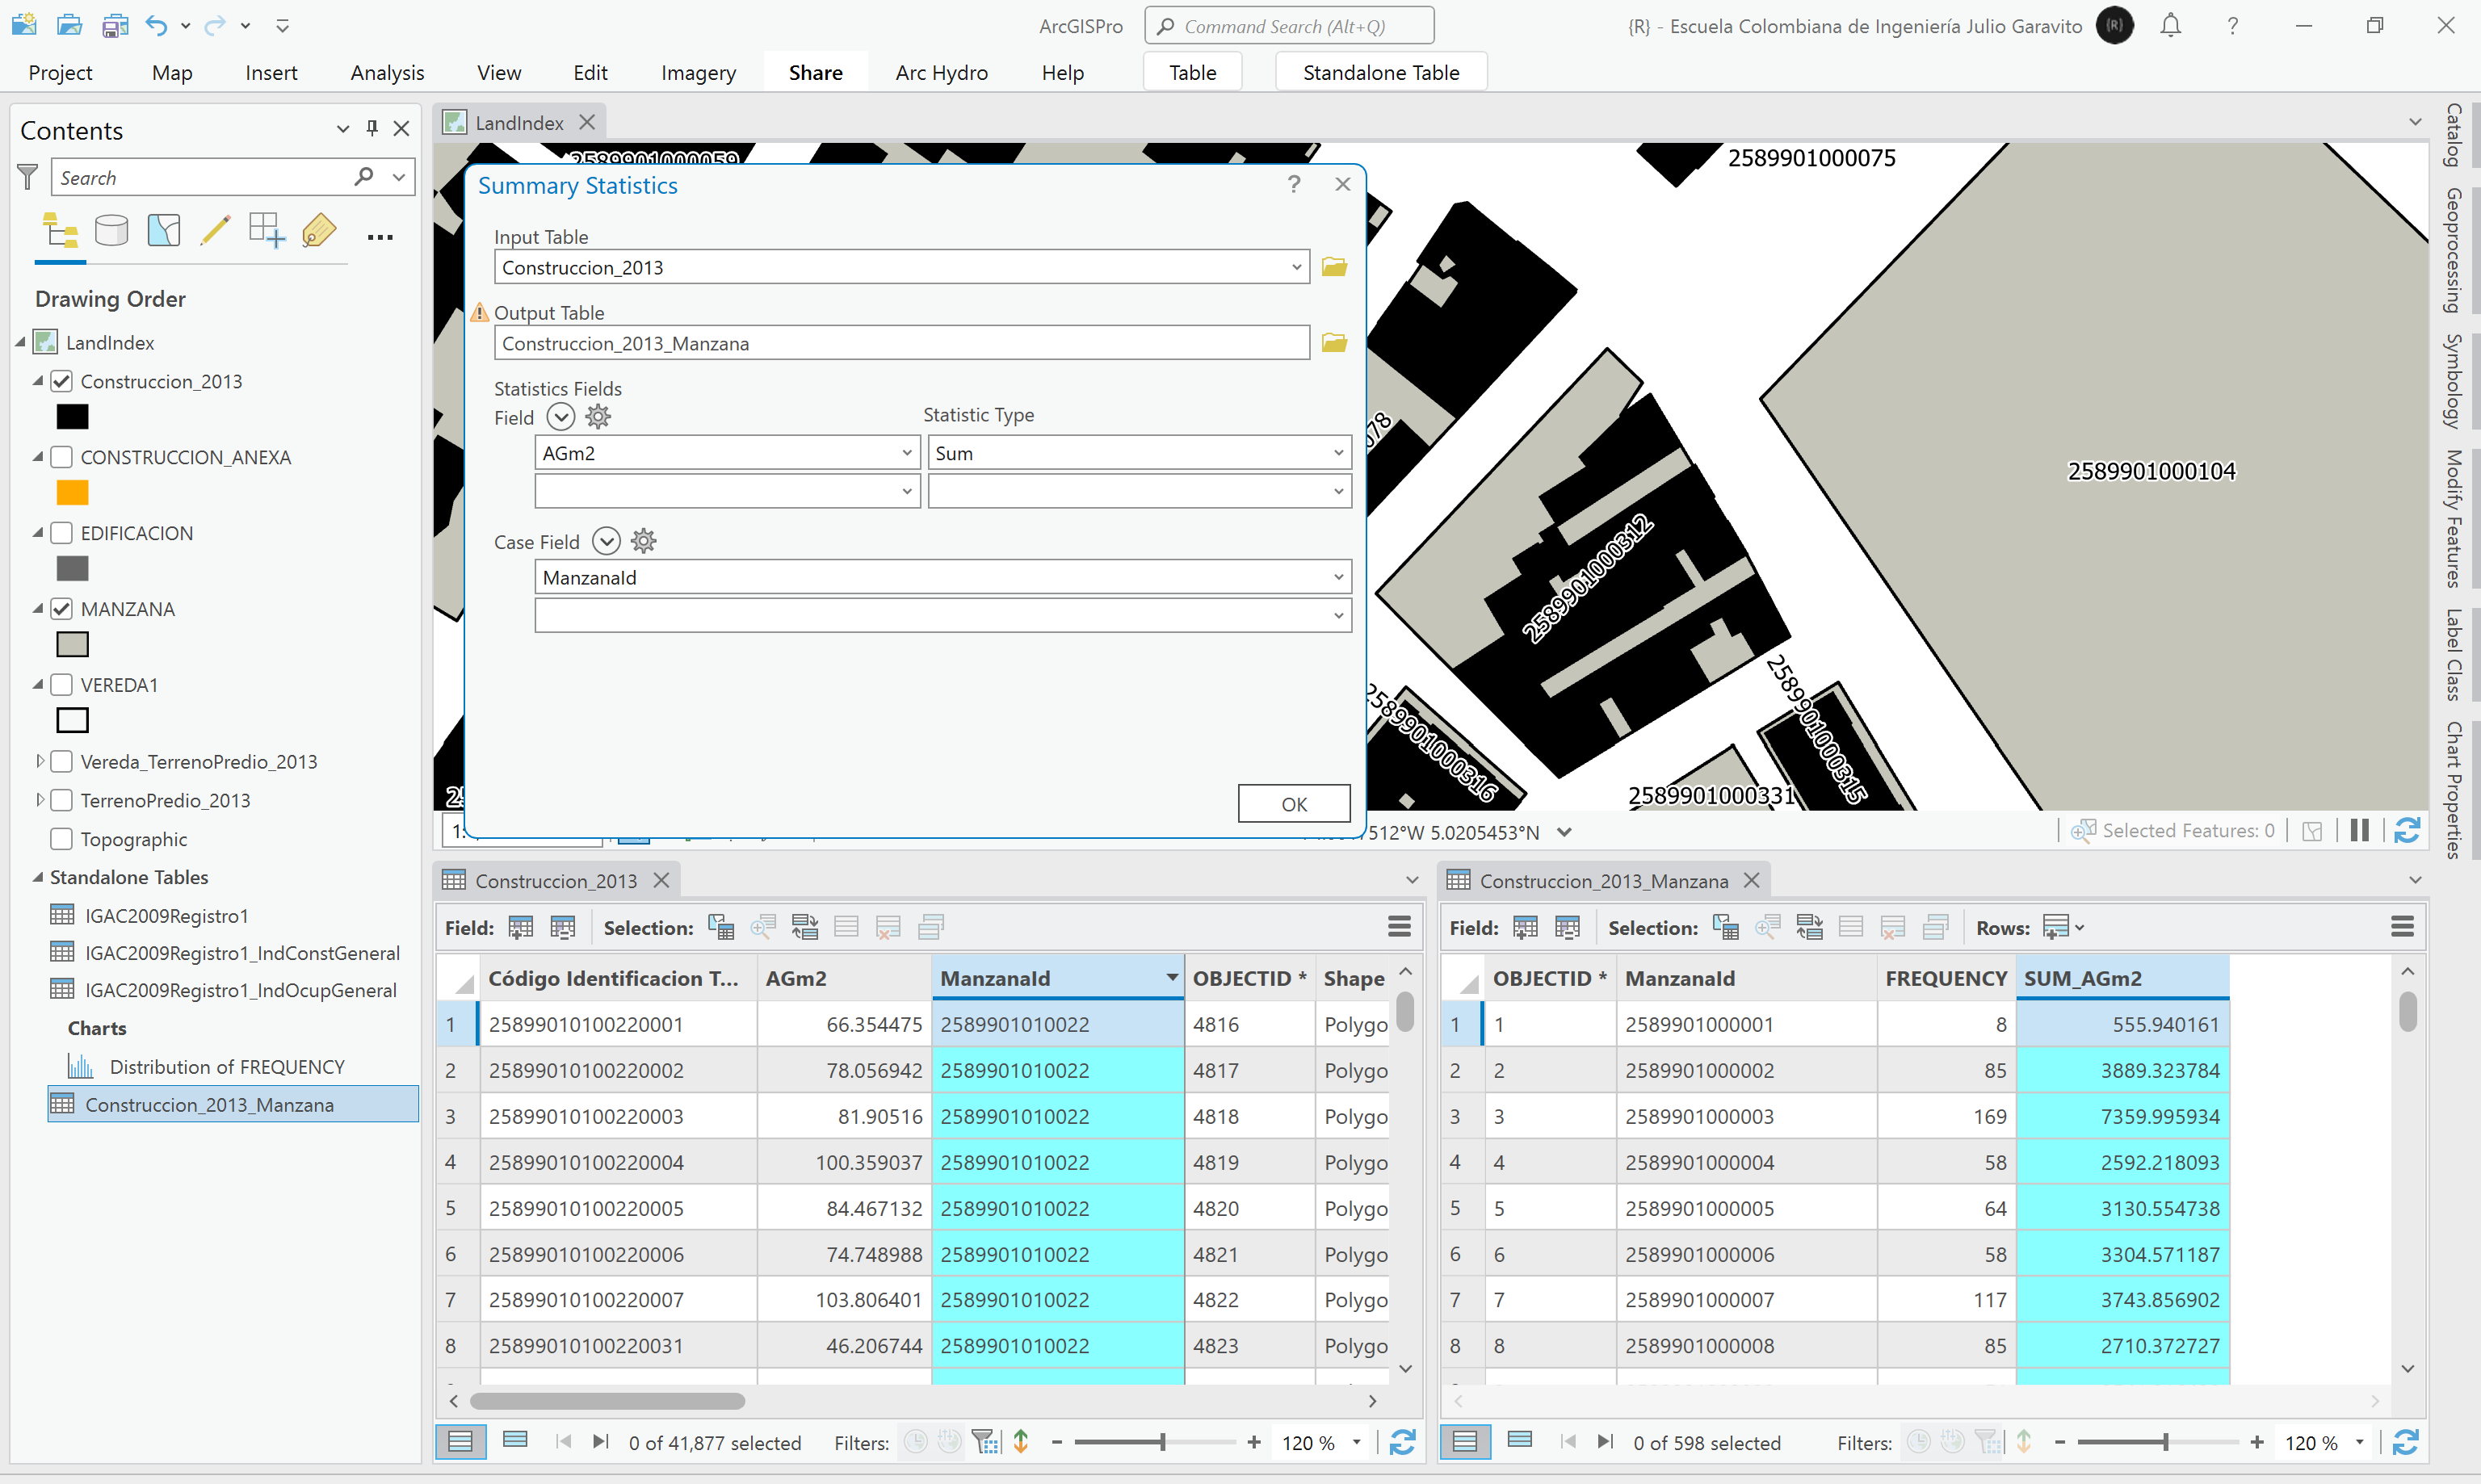 ArcGISPro
Command Search (Alt+Q)
{R} - Escuela Colombiana de Ingeniería Julio Garavito
{R}
Project Map Insert Analysis View Edit Imagery Share Arc Hydro Help Table Standalone Table
Contents
Search
Drawing Order
LandIndex
Construccion_2013
CONSTRUCCION_ANEXA
EDIFICACION
MANZANA
VEREDA1
Vereda_TerrenoPredio_2013
TerrenoPredio_2013
Topographic
Standalone Tables
IGAC2009Registro1
IGAC2009Registro1_IndConstGeneral
IGAC2009Registro1_IndOcupGeneral
Charts
Distribution of FREQUENCY
Construccion_2013_Manzana
LandIndex
2589901000059
2589901000075
2589901000104
2589901000312
2589901000316
2589901000315
2589901000331
Summary Statistics
Input Table
Construccion_2013
Output Table
Construccion_2013_Manzana
Statistics Fields
Field Statistic Type
AGm2 Sum
Case Field
ManzanaId
OK
512°W 5.0205453°N
Selected Features: 0
Catalog
Geoprocessing
Symbology
Modify Features
Label Class
Chart Properties
Construccion_2013
Field: Selection:
Código Identificacion T... AGm2 ManzanaId OBJECTID * Shape
1 25899010100220001 66.354475 2589901010022 4816 Polygo
2 25899010100220002 78.056942 2589901010022 4817 Polygo
3 25899010100220003 81.90516 2589901010022 4818 Polygo
4 25899010100220004 100.359037 2589901010022 4819 Polygo
5 25899010100220005 84.467132 2589901010022 4820 Polygo
6 25899010100220006 74.748988 2589901010022 4821 Polygo
7 25899010100220007 103.806401 2589901010022 4822 Polygo
8 25899010100220031 46.206744 2589901010022 4823 Polygo
0 of 41,877 selected Filters: 120 %
Construccion_2013_Manzana
Field: Selection: Rows:
OBJECTID * ManzanaId FREQUENCY SUM_AGm2
1 1 2589901000001 8 555.940161
2 2 2589901000002 85 3889.323784
3 3 2589901000003 169 7359.995934
4 4 2589901000004 58 2592.218093
5 5 2589901000005 64 3130.554738
6 6 2589901000006 58 3304.571187
7 7 2589901000007 117 3743.856902
8 8 2589901000008 85 2710.372727
0 of 598 selected Filters: 120 %